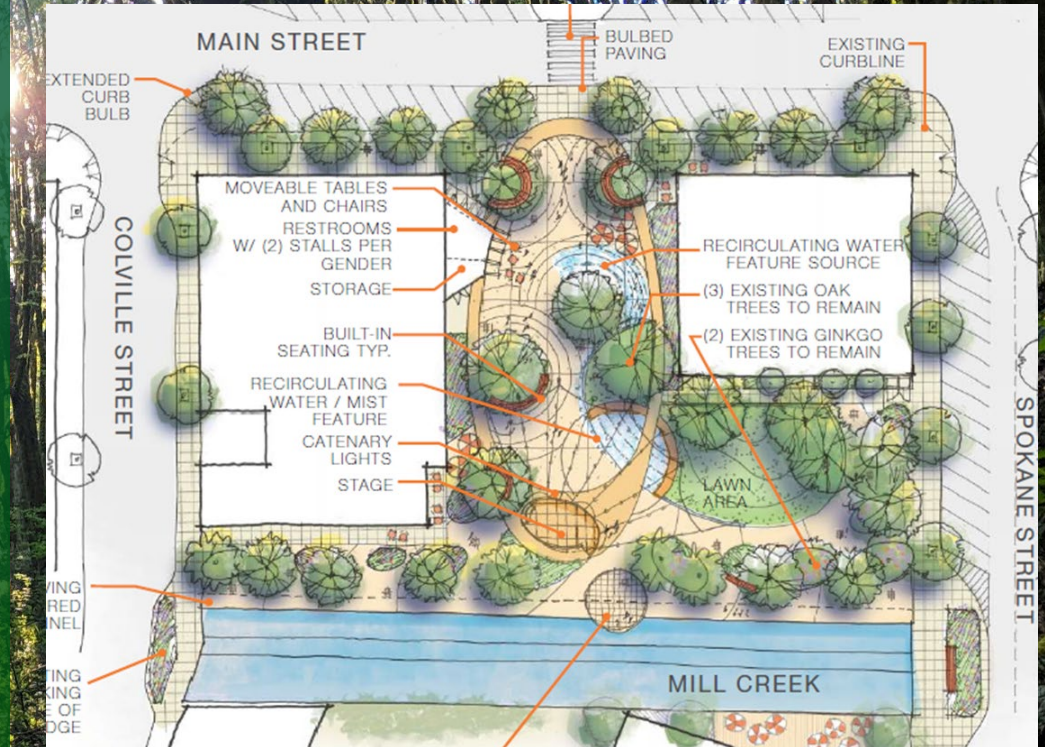 MAIN STREET
BULBED
PAVING
EXISTING
CURBLINE
EXTENDED
CURB
BULB
MOVEABLE TABLES
AND CHAIRS
RESTROOMS
W/ (2) STALLS PER
GENDER
STORAGE
RECIRCULATING WATER
FEATURE SOURCE
(3) EXISTING OAK
TREES TO REMAIN
(2) EXISTING GINKGO
TREES TO REMAIN
COLVILLE STREET
BUILT-IN
SEATING TYP.
RECIRCULATING
WATER / MIST
FEATURE
CATENARY
LIGHTS
STAGE
LAWN
AREA
SPOKANE STREET
MILL CREEK